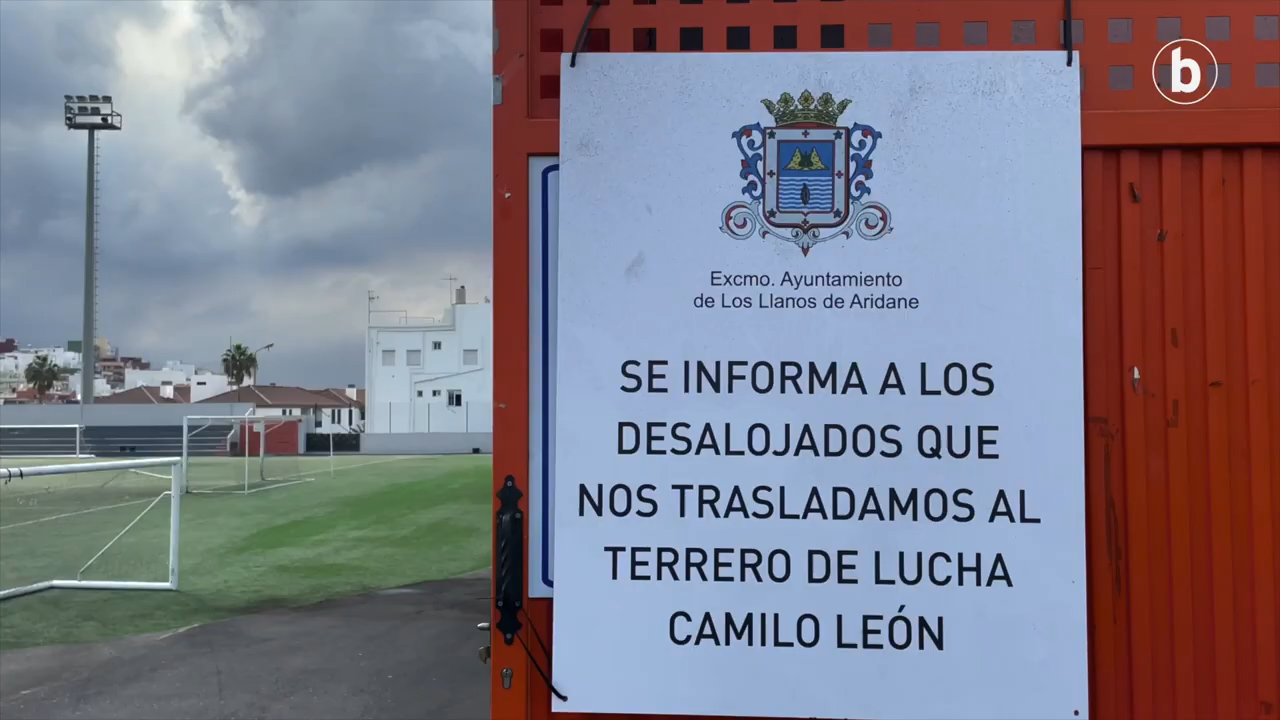 b
Excmo. Ayuntamiento
de Los Llanos de Aridane
SE INFORMA A LOS
DESALOJADOS QUE
NOS TRASLADAMOS AL
TERRERO DE LUCHA
CAMILO LEÓN